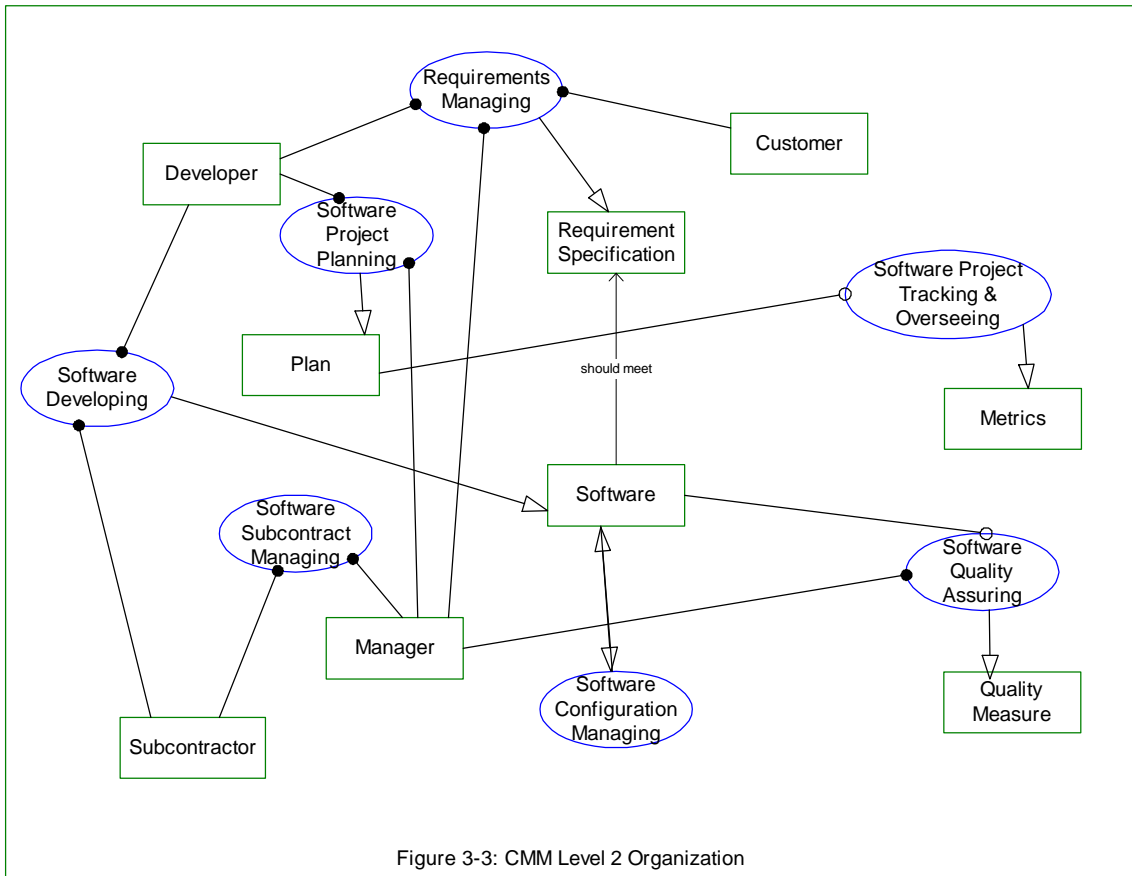 Requirements
Managing
Customer
Developer
Software
Project
Planning
Requirement
Specification
Software Project
Tracking &
Overseeing
Plan
should meet
Software
Developing
Metrics
Software
Software
Subcontract
Managing
Software
Quality
Assuring
Manager
Software
Configuration
Managing
Quality
Measure
Subcontractor
Figure 3-3: CMM Level 2 Organization